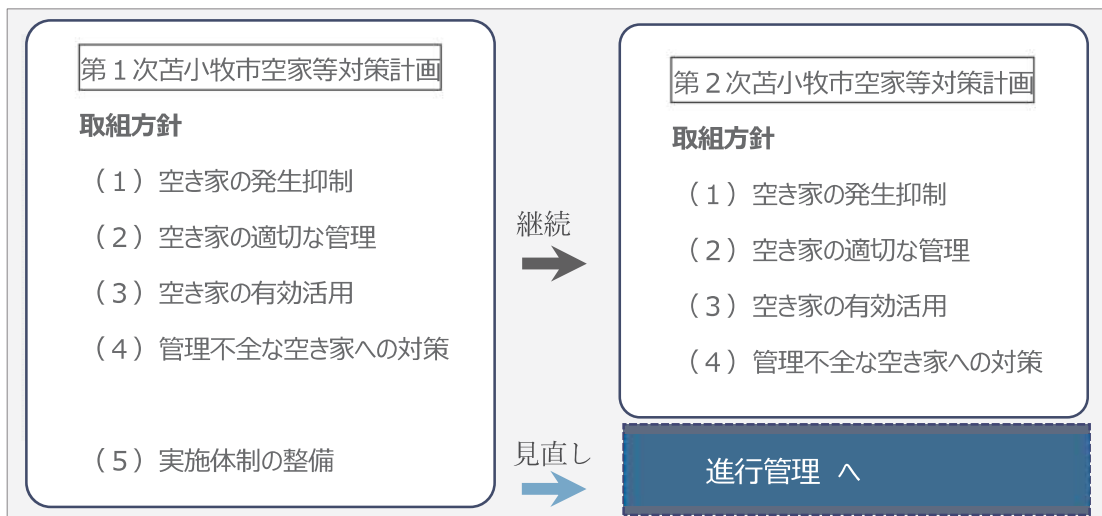 第１次苫小牧市空家等対策計画
取組方針
（１）空き家の発生抑制
（２）空き家の適切な管理
（３）空き家の有効活用
（４）管理不全な空き家への対策
（５）実施体制の整備
継続
見直し
第２次苫小牧市空家等対策計画
取組方針
（１）空き家の発生抑制
（２）空き家の適切な管理
（３）空き家の有効活用
（４）管理不全な空き家への対策
進行管理 へ